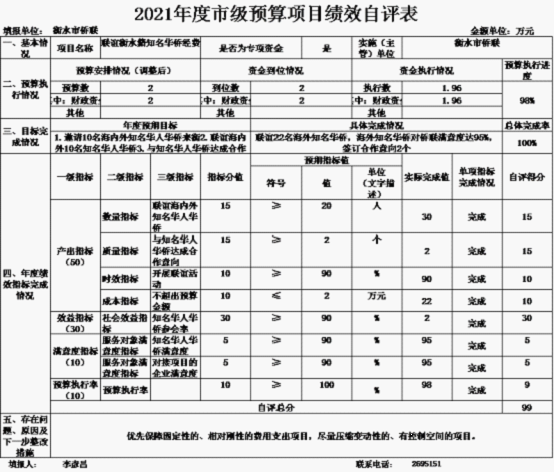 2021年度市级预算项目绩效自评表
填报单位： 衡水市侨联 金额单位：万元
一、基本情况 项目名称 联谊衡水籍知名华侨经费 是否为专项资金 是 实施（主管）单位 衡水市侨联
二、预算执行情况 预算安排情况（调整后） 资金到位情况 资金执行情况 预算执行进度
预算数 2 到位数 2 执行数 1.96 98%
中：财政资 2 中：财政资 2 中：财政资 1.96
其他 其他 其他
三、目标完成情况 年度预期目标 具体完成情况 总体完成率
1. 邀请10名海内外知名华人华侨来衡2. 联谊海内外10名知名华人华侨3. 与知名华人华侨达成合作 联谊22名海外知名华侨，海外知名华侨对侨联满意度达95%，签订合作意向2个 100%
四、年度绩效指标完成情况 一级指标 二级指标 三级指标 指标分值 预期指标值 实际完成值 单项指标完成情况 自评得分
符号 值 单位（文字描述）
产出指标（50） 数量指标 联谊海内外知名华人华侨 15 ≥ 20 人 30 完成 15
质量指标 与知名华人华侨达成合作意向 15 ≥ 2 个 2 完成 15
时效指标 开展联谊活动 10 ≥ 90 % 90 完成 10
成本指标 不超出预算金额 10 ≤ 2 万元 22 完成 10
效益指标（30） 社会效益指标 知名华人华侨参会率 30 ≥ 90 % 2 完成 30
满意度指标（10） 服务对象满意度指标 知名华人华侨满意度 5 ≥ 90 % 95 完成 5
服务对象满意度指标 对接项目的企业满意度 5 ≥ 90 % 95 完成 5
预算执行率（10） 预算执行率 10 ≥ 100 % 98 完成 9
自评总分 99
五、存在问题、原因及下一步整改措施 优先保障固定性的、相对刚性的费用支出项目，尽量压缩变动性的、有控制空间的项目。
填报人： 李彦昌 联系电话： 2695151